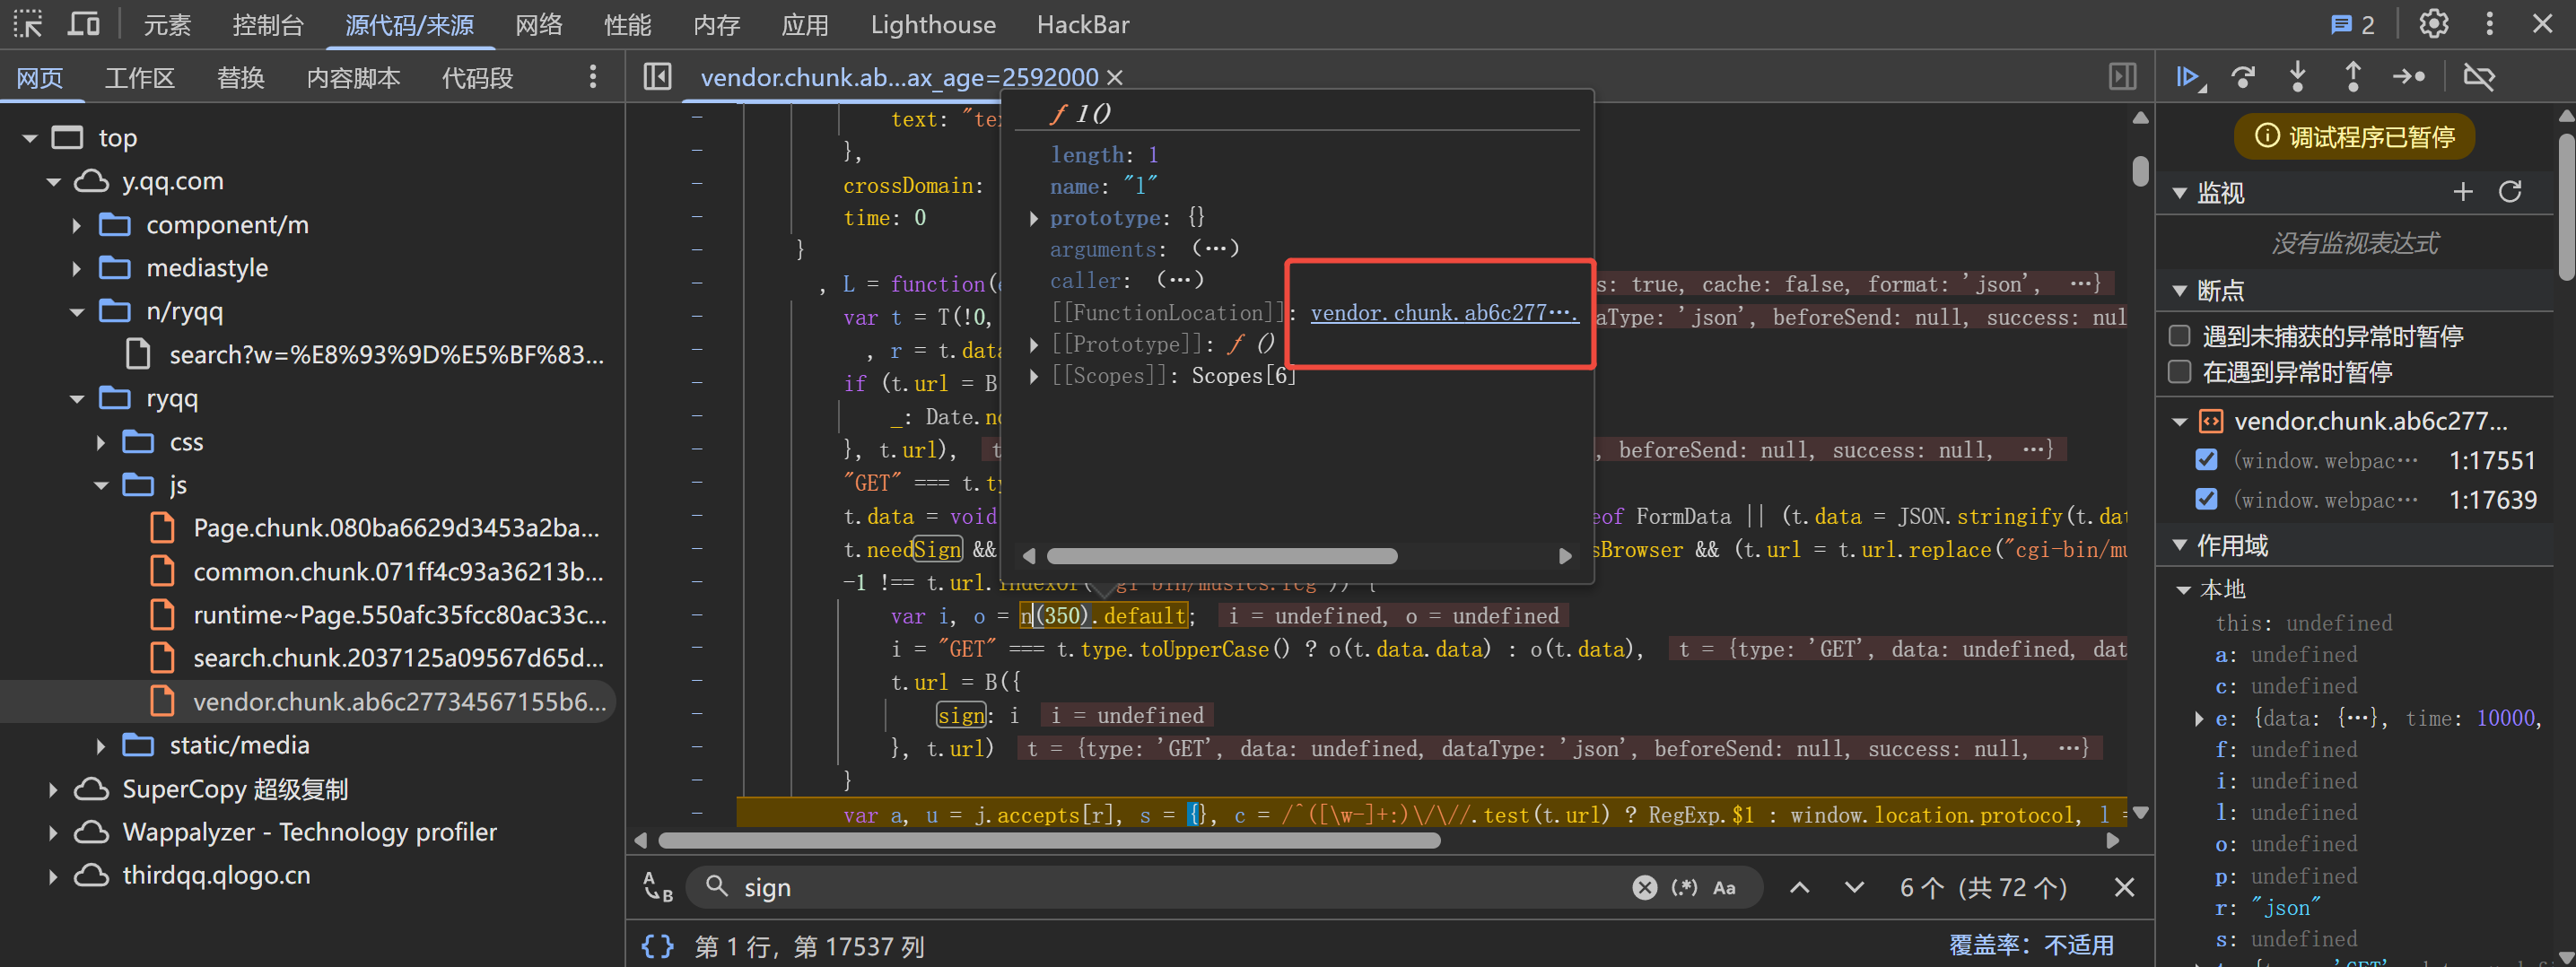 元素 控制台 源代码/来源 网络 性能 内存 应用 Lighthouse HackBar 2
网页 工作区 替换 内容脚本 代码段
vendor.chunk.ab...ax_age=2592000
top
y.qq.com
component/m
mediastyle
n/ryqq
search?w=%E8%93%9D%E5%BF%83...
ryqq
css
js
Page.chunk.080ba6629d3453a2ba...
common.chunk.071ff4c93a36213b...
runtime~Page.550afc35fcc80ac33c...
search.chunk.2037125a09567d65d...
vendor.chunk.ab6c27734567155b6...
static/media
SuperCopy 超级复制
Wappalyzer - Technology profiler
thirdqq.qlogo.cn
text: "te
},
crossDomain:
time: 0
}
, L = function(
s: true, cache: false, format: 'json', …}
var t = T(!0,
aType: 'json', beforeSend: null, success: nul
, r = t.dat
if (t.url = B
_: Date.n
}, t.url),
, beforeSend: null, success: null, …}
"GET" === t.ty
t.data = void
eof FormData || (t.data = JSON.stringify(t.dat
t.needSign &&
sBrowser && (t.url = t.url.replace("cgi-bin/mu
-1 !== t.url.indexOf("cgi-bin/musics.fcg")) {
var i, o = n(350).default; i = undefined, o = undefined
i = "GET" === t.type.toUpperCase() ? o(t.data.data) : o(t.data), t = {type: 'GET', data: undefined, dat
t.url = B({
sign: i i = undefined
}, t.url) t = {type: 'GET', data: undefined, dataType: 'json', beforeSend: null, success: null, …}
}
var a, u = j.accepts[r], s = {}, c = /^([\w-]+:)\/\//.test(t.url) ? RegExp.$1 : window.location.protocol, l =
ƒ l()
length: 1
name: "l"
prototype: {}
arguments: (…)
caller: (…)
[[FunctionLocation]]: vendor.chunk.ab6c277….
[[Prototype]]: ƒ ()
[[Scopes]]: Scopes[6]
sign
(.*) Aa
6 个 (共 72 个)
{} 第 1 行，第 17537 列
覆盖率：不适用
调试程序已暂停
监视
没有监视表达式
断点
遇到未捕获的异常时暂停
在遇到异常时暂停
vendor.chunk.ab6c277...
(window.webpac… 1:17551
(window.webpac… 1:17639
作用域
本地
this: undefined
a: undefined
c: undefined
e: {data: {…}, time: 10000,
f: undefined
i: undefined
l: undefined
o: undefined
p: undefined
r: "json"
s: undefined